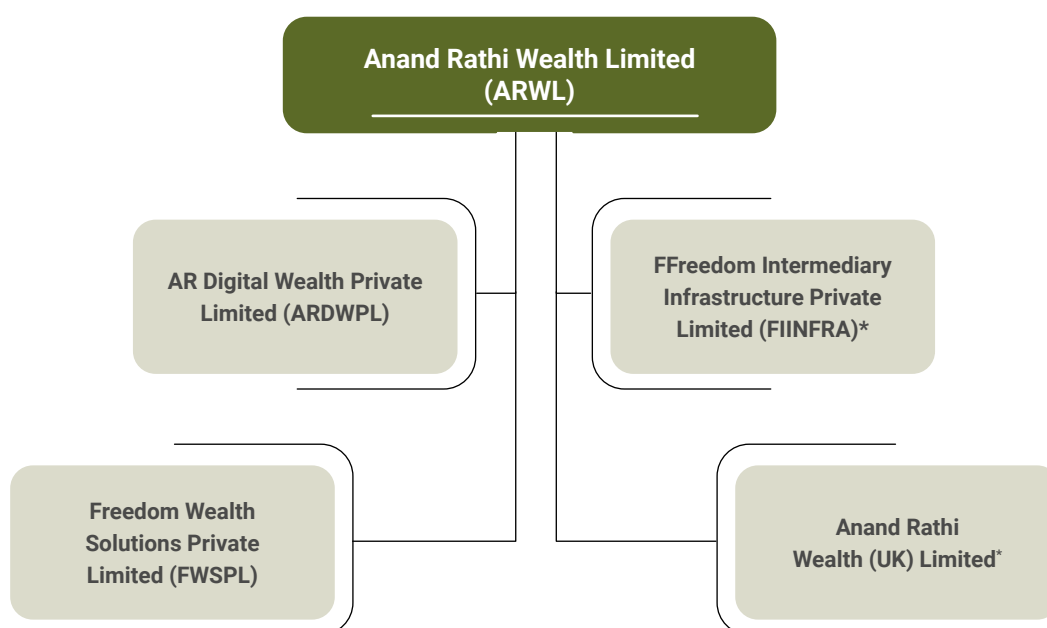 Anand Rathi Wealth Limited
(ARWL)
AR Digital Wealth Private
Limited (ARDWPL)
FFreedom Intermediary
Infrastructure Private
Limited (FIINFRA)*
Freedom Wealth
Solutions Private
Limited (FWSPL)
Anand Rathi
Wealth (UK) Limited*